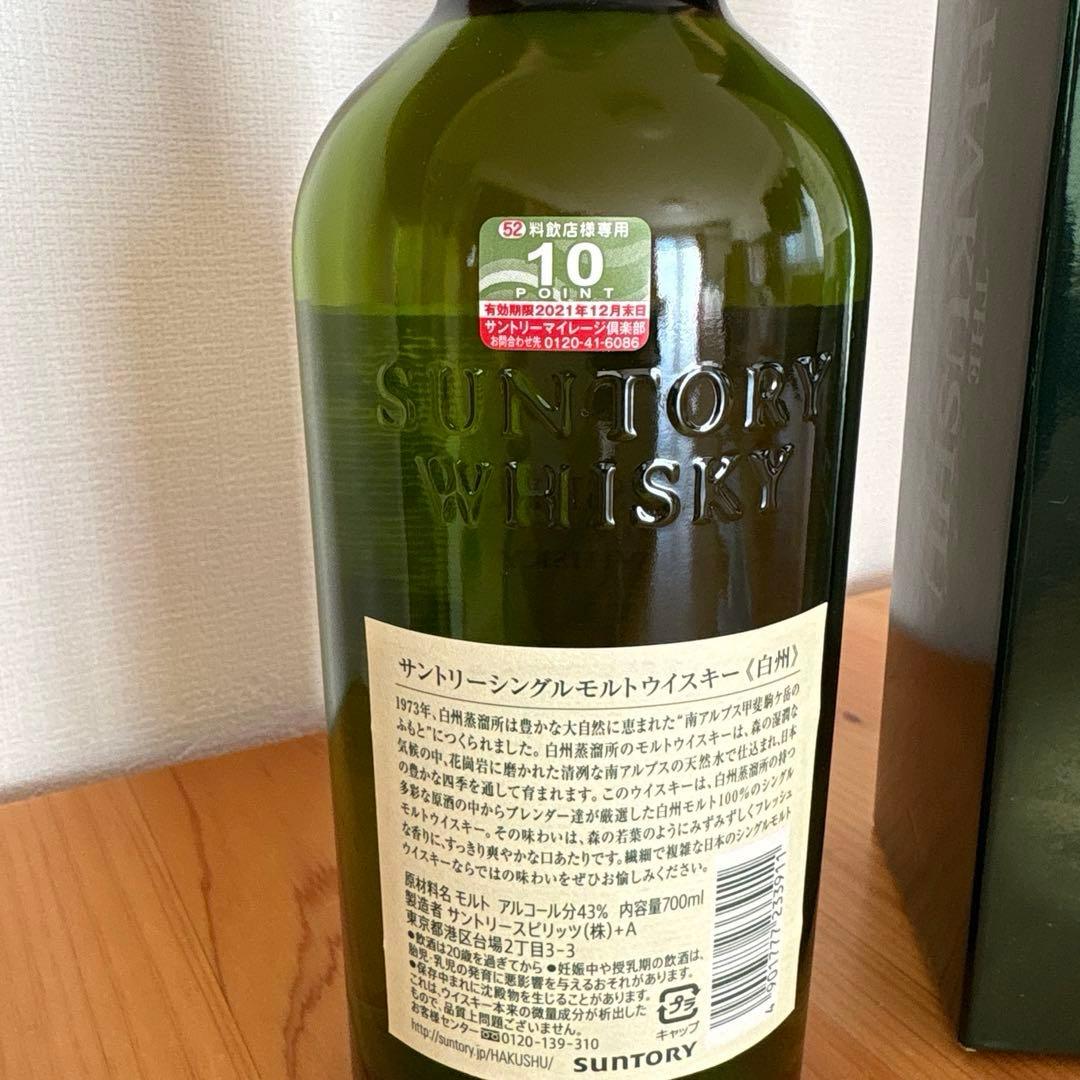 52 料飲店様専用
10
POINT
有効期限2021年12月末日
サントリーマイレージ倶楽部
お問合わせ先 0120-41-6086
SUNTORY
WHISKY
サントリーシングルモルトウイスキー《白州》
1973年、白州蒸溜所は豊かな大自然に恵まれた“南アルプス甲斐駒ケ岳の
ふもと”につくられました。白州蒸溜所のモルトウイスキーは、森の湿潤な
気候の中、花崗岩に磨かれた清冽な南アルプスの天然水で仕込まれ、日本
の豊かな四季を通して育まれます。このウイスキーは、白州蒸溜所の持つ
多彩な原酒の中からブレンダー達が厳選した白州モルト100%のシングル
モルトウイスキー。その味わいは、森の若葉のようにみずみずしくフレッシュ
な香りに、すっきり爽やかな口あたりです。繊細で複雑な日本のシングルモルト
ウイスキーならではの味わいをぜひお愉しみください。
原材料名 モルト アルコール分43% 内容量700ml
製造者 サントリースピリッツ(株)+A
東京都港区台場2丁目3-3
●飲酒は20歳を過ぎてから ●妊娠中や授乳期の飲酒は、
胎児・乳児の発育に悪影響を与えるおそれがあります。
●保存中まれに沈殿物を生じることがあります。
これは、ウイスキー本来の微量成分が析出した
もので、品質上問題ございません。
お客様センター 0120-139-310
http://suntory.jp/HAKUSHU/
SUNTORY
プラ
キャップ
4 901777 233911
THE
HAKUSHU